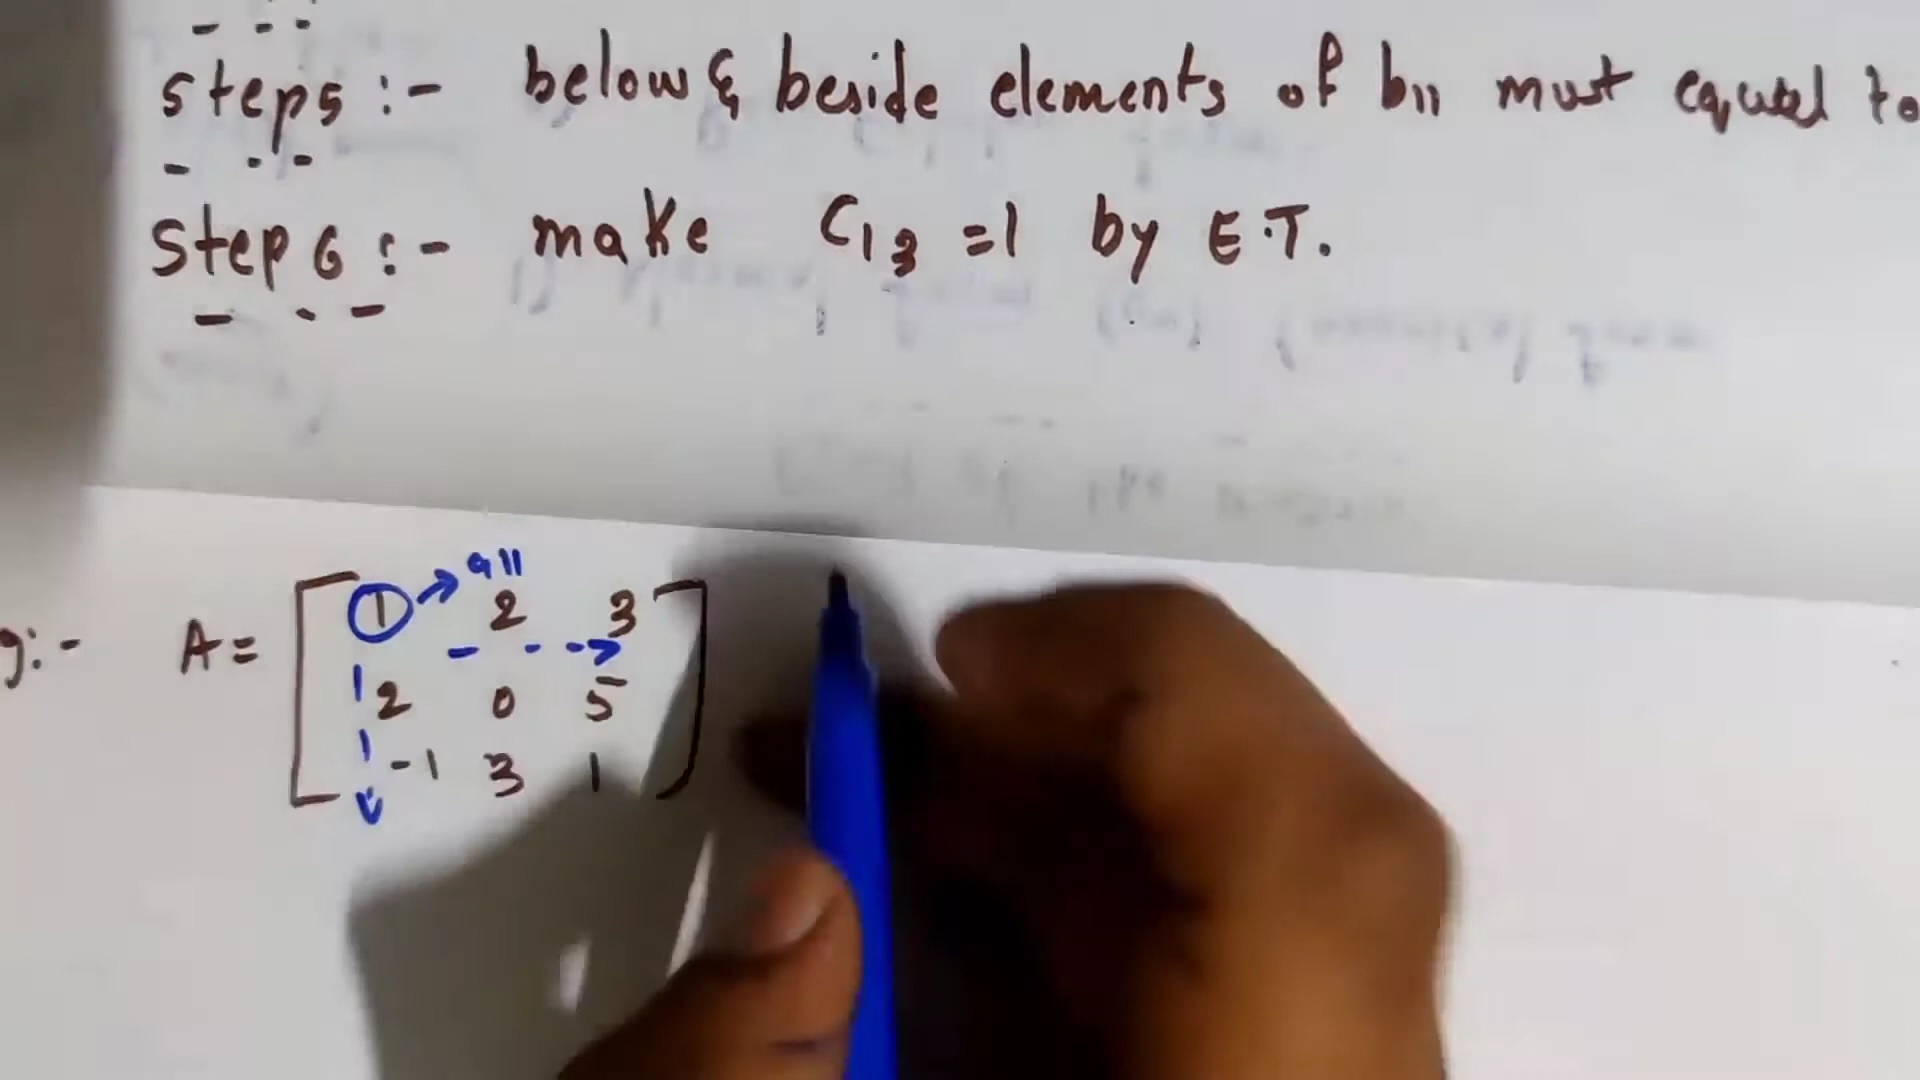 step5 :- below & beside elements of b11 must equal to
step 6 :- make C13 =1 by E.T.
a11
g:- A = [ 1 2 3
2 0 5
-1 3 1 ]